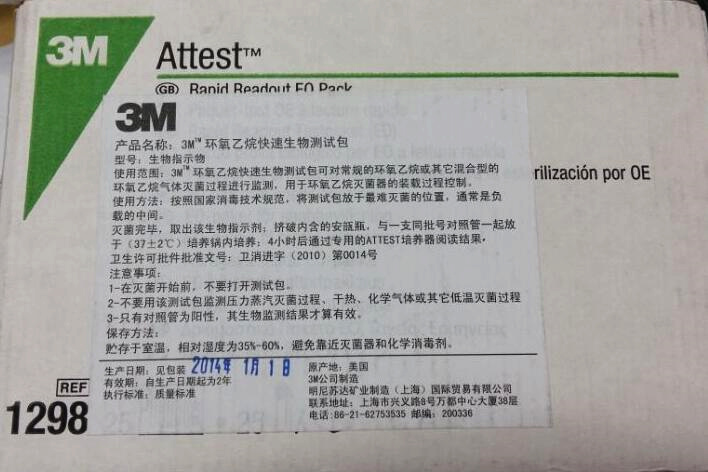 3M Attest™
GB Rapid Readout EO Pack
3M
产品名称：3M™ 环氧乙烷快速生物测试包
型号：生物指示物
使用范围：3M™ 环氧乙烷快速生物测试包可对常规的环氧乙烷或其它混合型的
环氧乙烷气体灭菌过程进行监测，用于环氧乙烷灭菌器的装载过程控制。
使用方法：按照国家消毒技术规范，将测试包放于最难灭菌的位置，通常是负
载的中间。
灭菌完毕，取出该生物指示剂；挤破内含的安瓿瓶，与一支同批号对照管一起放
于（37±2℃）培养锅内培养；4小时后通过专用的ATTEST培养器阅读结果，
卫生许可批件批准文号：卫消进字（2010）第0014号
注意事项：
1-在灭菌开始前，不要打开测试包。
2-不要用该测试包监测压力蒸汽灭菌过程、干热、化学气体或其它低温灭菌过程
3-只有对照管为阳性，其生物监测结果才算有效。
保存方法：
贮存于室温，相对湿度为35%-60%，避免靠近灭菌器和化学消毒剂。
生产日期：见包装 2014年1月1日 原产地：美国
有效期：自生产日期起为2年 3M公司制造
执行标准：质量标准 明尼苏达矿业制造（上海）国际贸易有限公司
联系地址：上海市兴义路8号万都中心大厦38层
电话:86-21-62753535 邮编：200336
rilización por OE
REF
1298